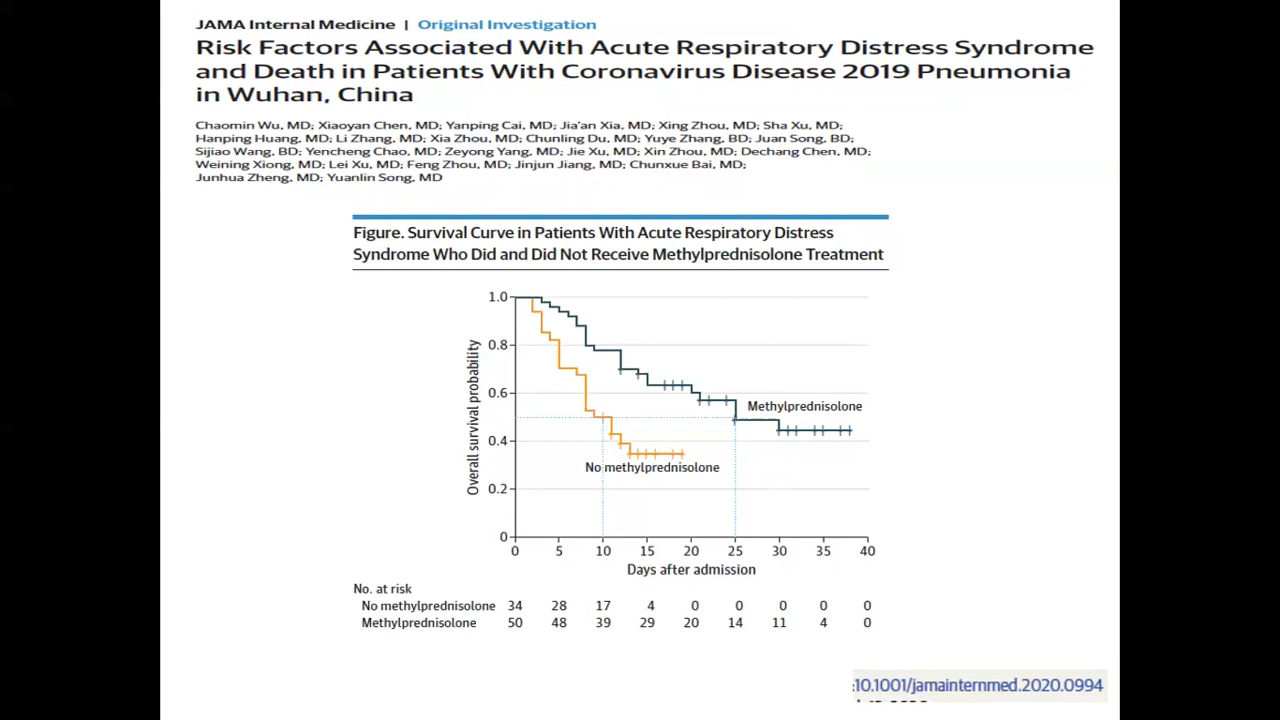 JAMA Internal Medicine | Original Investigation
Risk Factors Associated With Acute Respiratory Distress Syndrome
and Death in Patients With Coronavirus Disease 2019 Pneumonia
in Wuhan, China
Chaomin Wu, MD; Xiaoyan Chen, MD; Yanping Cai, MD; Jia'an Xia, MD; Xing Zhou, MD; Sha Xu, MD;
Hanping Huang, MD; Li Zhang, MD; Xia Zhou, MD; Chunling Du, MD; Yuye Zhang, BD; Juan Song, BD;
Sijiao Wang, BD; Yencheng Chao, MD; Zeyong Yang, MD; Jie Xu, MD; Xin Zhou, MD; Dechang Chen, MD;
Weining Xiong, MD; Lei Xu, MD; Feng Zhou, MD; Jinjun Jiang, MD; Chunxue Bai, MD;
Junhua Zheng, MD; Yuanlin Song, MD
Figure. Survival Curve in Patients With Acute Respiratory Distress
Syndrome Who Did and Did Not Receive Methylprednisolone Treatment
Overall survival probability
1.0
0.8
0.6
0.4
0.2
0
Methylprednisolone
No methylprednisolone
0 5 10 15 20 25 30 35 40
Days after admission
No. at risk
No methylprednisolone 34 28 17 4 0 0 0 0 0
Methylprednisolone 50 48 39 29 20 14 11 4 0
:10.1001/jamainternmed.2020.0994